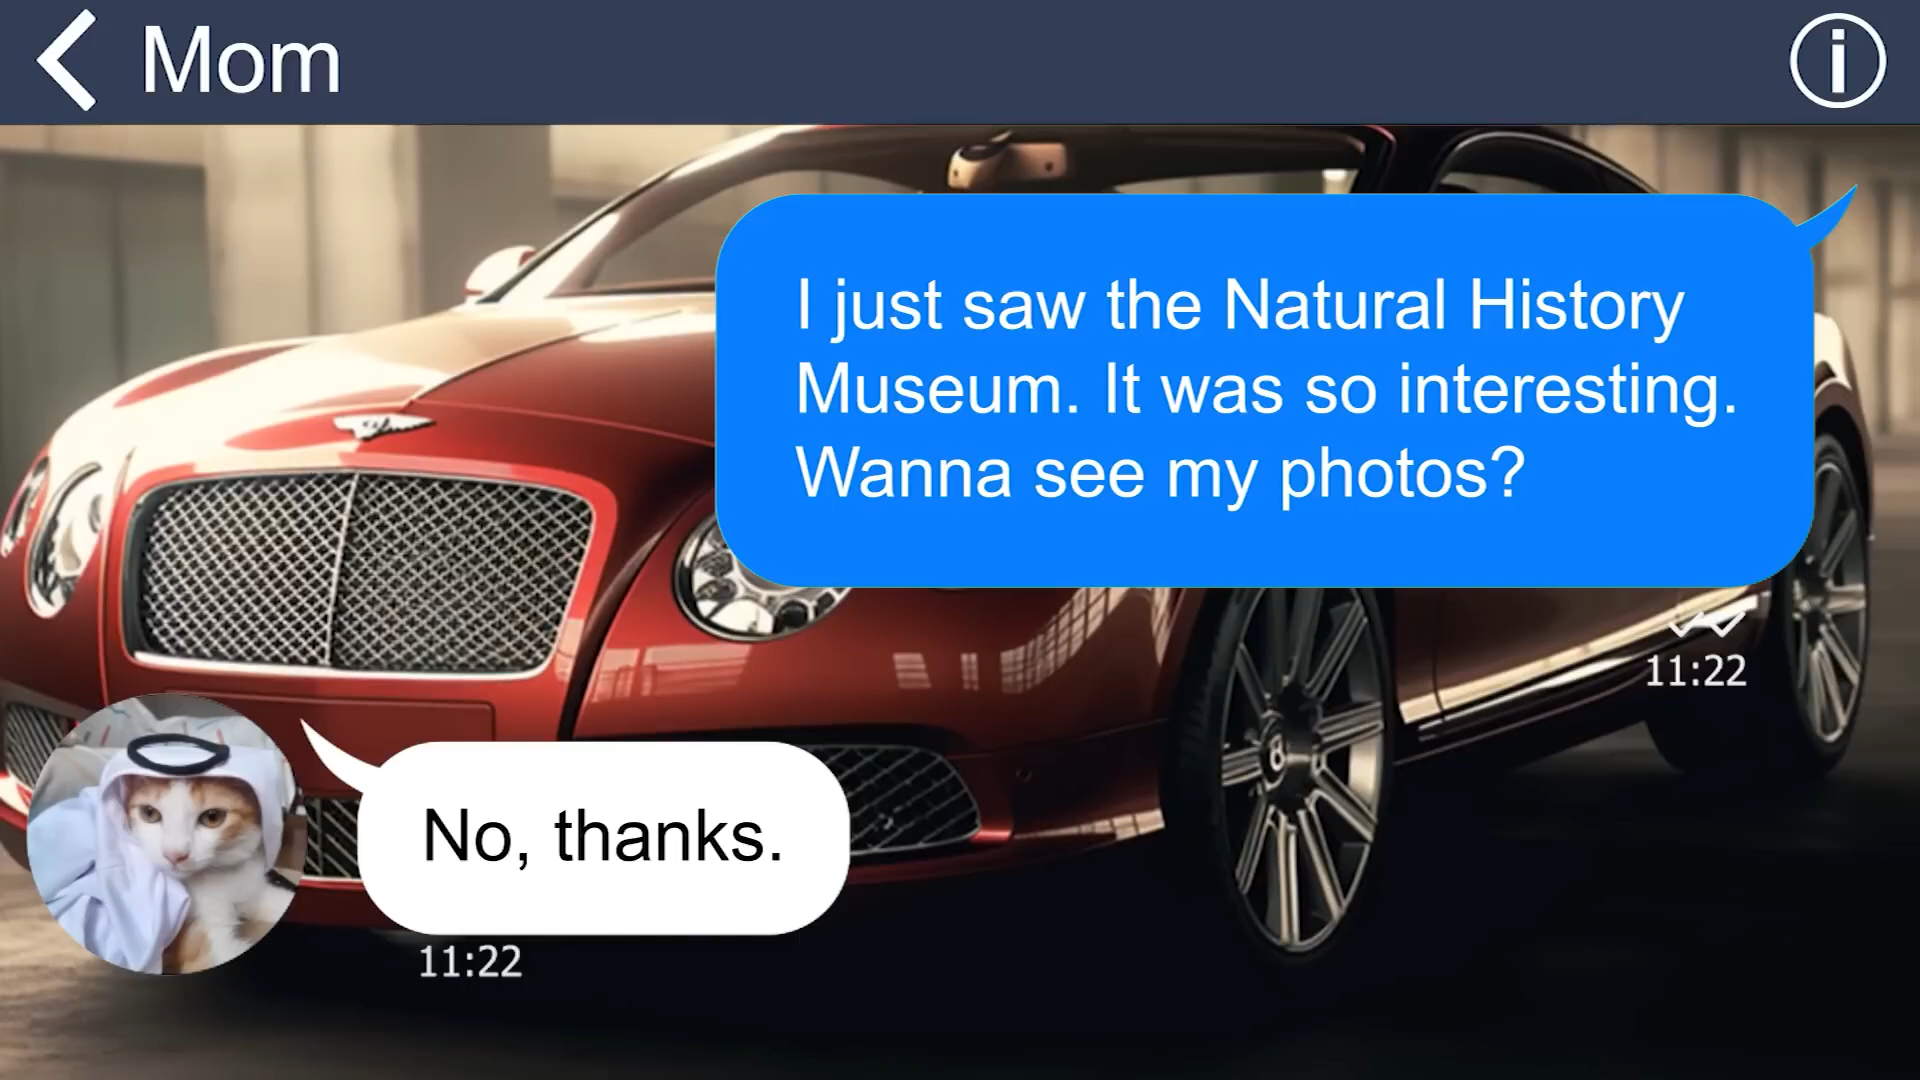 Mom
I just saw the Natural History
Museum. It was so interesting.
Wanna see my photos?
11:22
No, thanks.
11:22